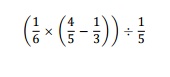 (1/6 × (4/5 − 1/3)) ÷ 1/5